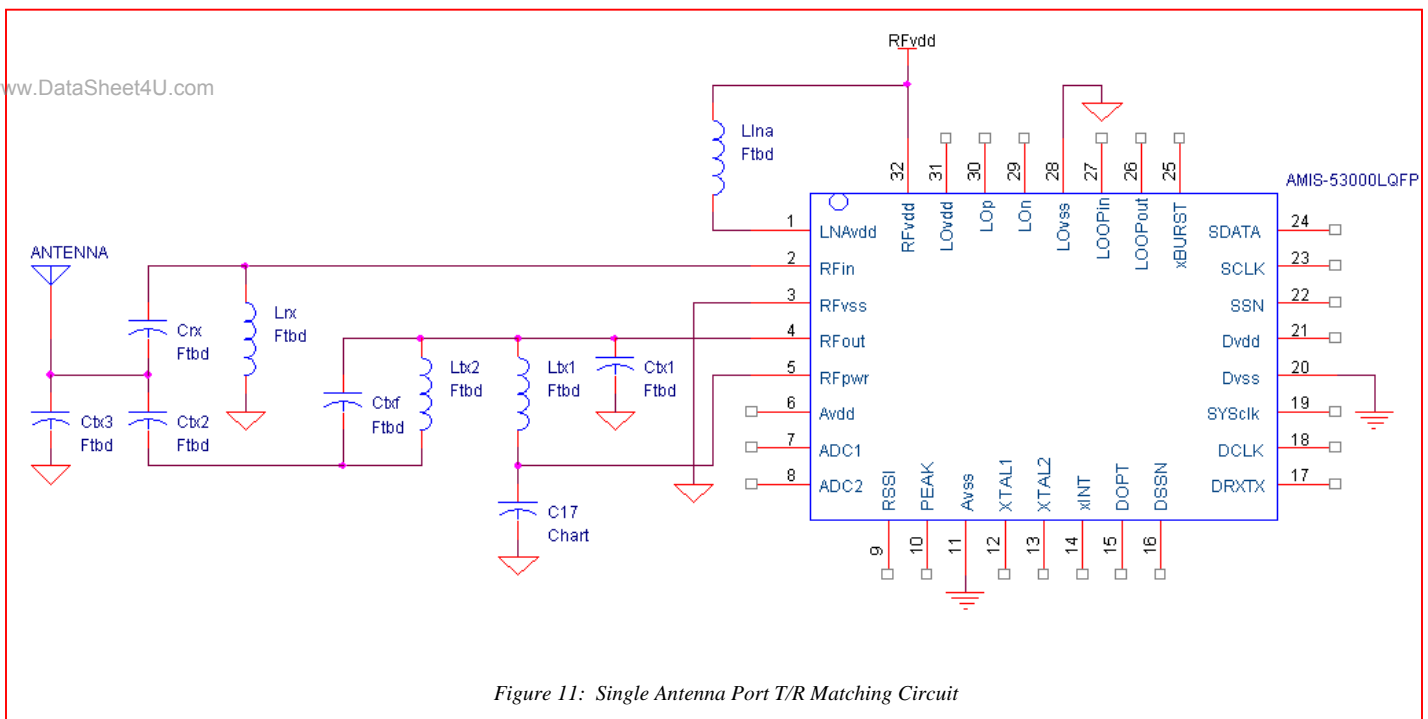 RFvdd
ww.DataSheet4U.com
Llna
Ftbd
32
31
30
29
28
27
26
25
AMIS-53000LQFP
RFvdd
LOvdd
LOp
LOn
LOvss
LOOPin
LOOPout
xBURST
1 LNAvdd
2 RFin
3 RFvss
4 RFout
5 RFpwr
6 Avdd
7 ADC1
8 ADC2
SDATA 24
SCLK 23
SSN 22
Dvdd 21
Dvss 20
SYSclk 19
DCLK 18
DRXTX 17
ANTENNA
Crx
Ftbd
Lrx
Ftbd
Ctx3
Ftbd
Ctx2
Ftbd
Ctxf
Ftbd
Ltx2
Ftbd
Ltx1
Ftbd
Ctx1
Ftbd
C17
Chart
RSSI
PEAK
Avss
XTAL1
XTAL2
xINT
DOPT
DSSN
9
10
11
12
13
14
15
16
Figure 11: Single Antenna Port T/R Matching Circuit